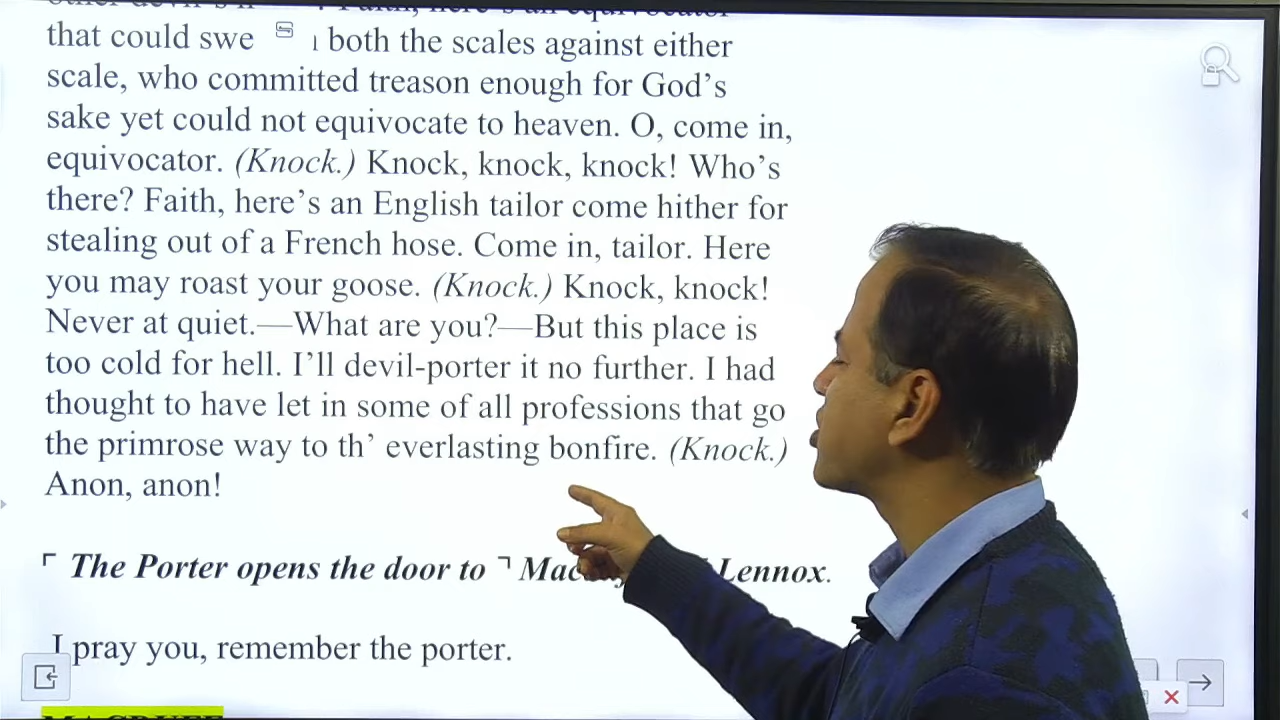 that could swe both the scales against either
scale, who committed treason enough for God's
sake yet could not equivocate to heaven. O, come in,
equivocator. (Knock.) Knock, knock, knock! Who's
there? Faith, here's an English tailor come hither for
stealing out of a French hose. Come in, tailor. Here
you may roast your goose. (Knock.) Knock, knock!
Never at quiet.—What are you?—But this place is
too cold for hell. I'll devil-porter it no further. I had
thought to have let in some of all professions that go
the primrose way to th' everlasting bonfire. (Knock.)
Anon, anon!
⌜ The Porter opens the door to ⌝ Lennox.
I pray you, remember the porter.